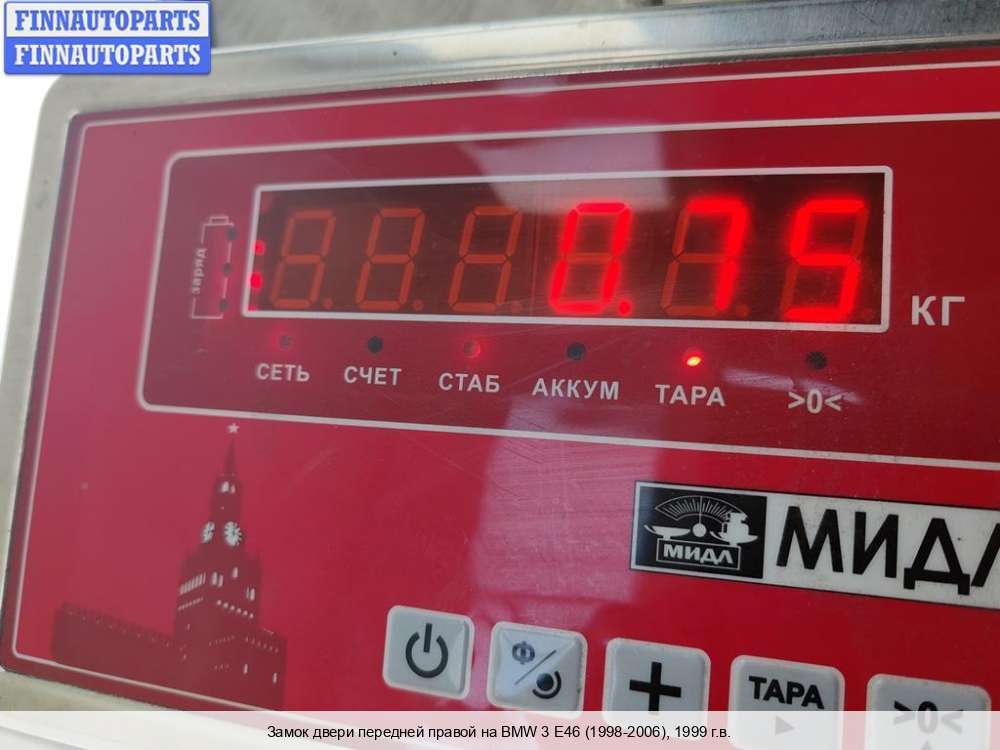 FINNAUTOPARTS
FINNAUTOPARTS
заряд
0.75
КГ
СЕТЬ СЧЕТ СТАБ АККУМ ТАРА >0<
МИДЛ
МИДЛ
Ф
ТАРА
>0<
Замок двери передней правой на BMW 3 E46 (1998-2006), 1999 г.в.